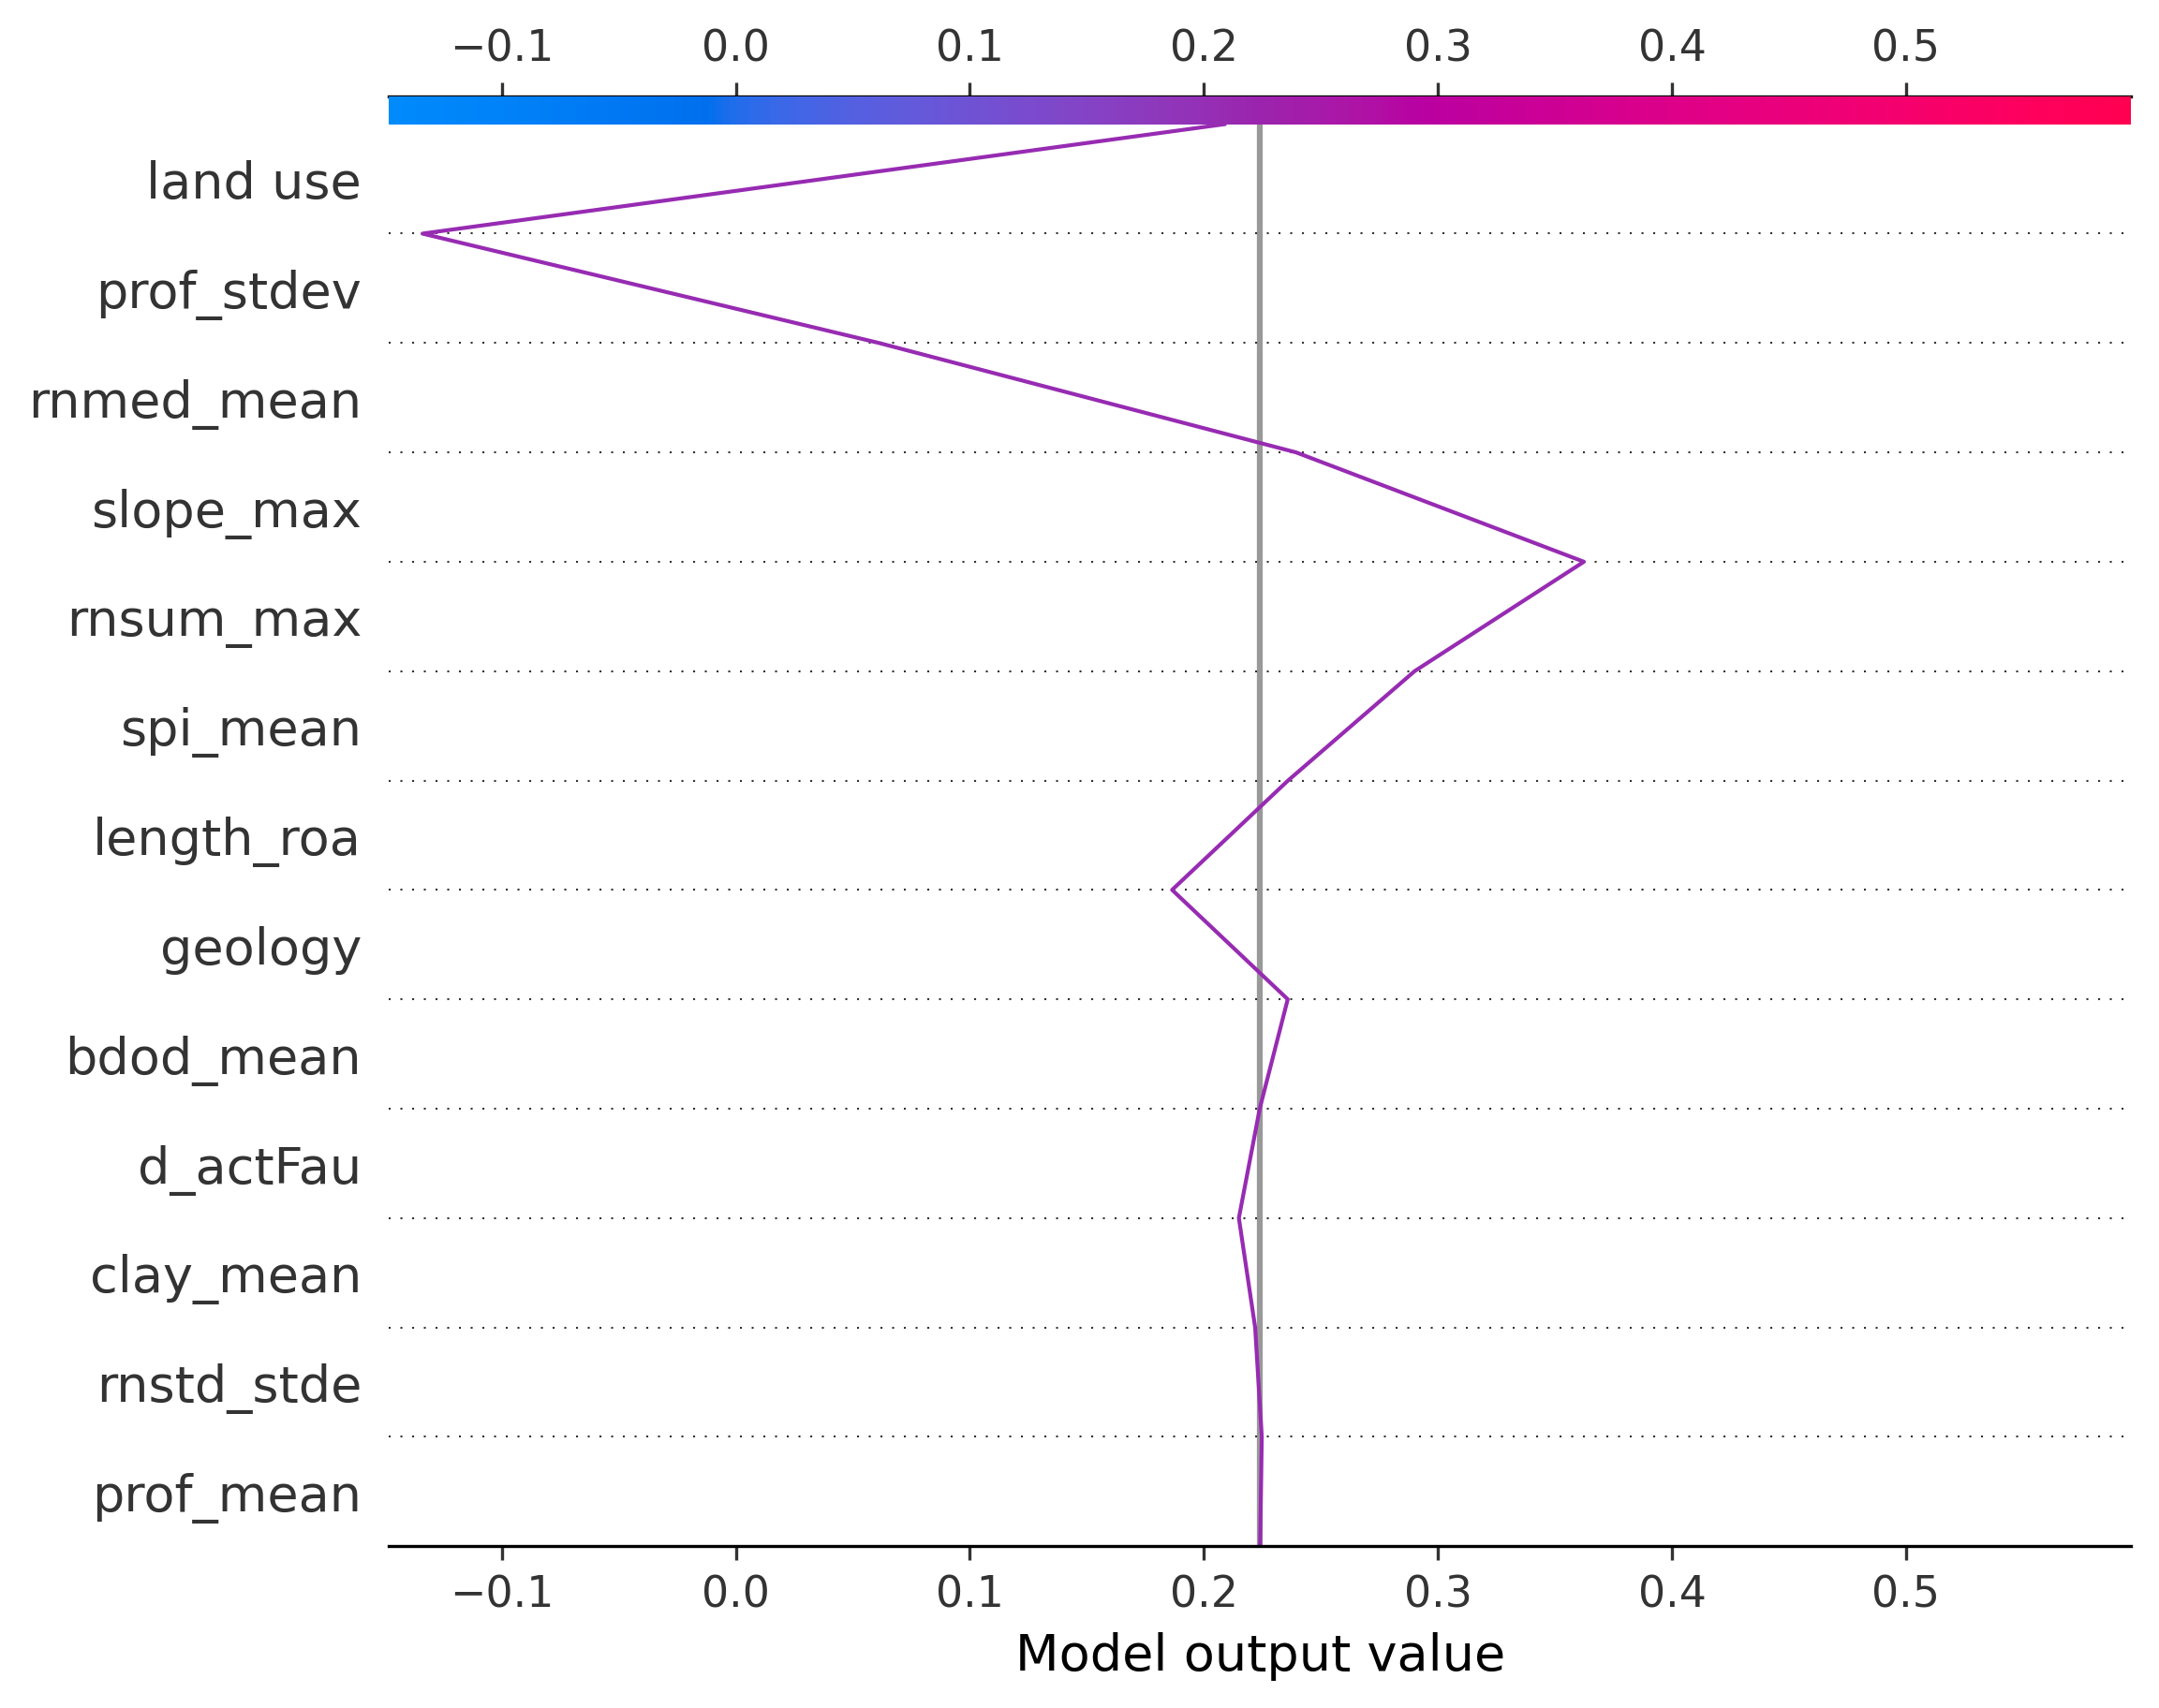 −0.1 0.0 0.1 0.2 0.3 0.4 0.5
land use
prof_stdev
rnmed_mean
slope_max
rnsum_max
spi_mean
length_roa
geology
bdod_mean
d_actFau
clay_mean
rnstd_stde
prof_mean
−0.1 0.0 0.1 0.2 0.3 0.4 0.5
Model output value